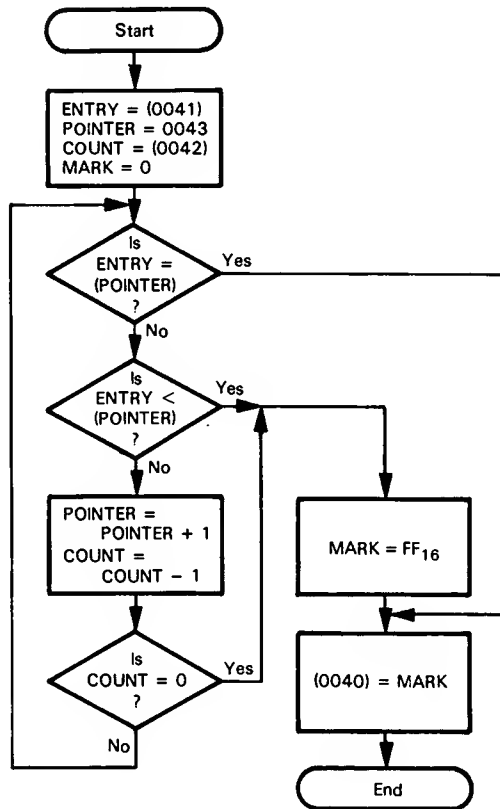 Start
ENTRY = (0041)
POINTER = 0043
COUNT = (0042)
MARK = 0
Is
ENTRY =
(POINTER)
?
Yes
No
Is
ENTRY <
(POINTER)
?
Yes
No
POINTER =
POINTER + 1
COUNT =
COUNT − 1
Is
COUNT = 0
?
Yes
No
MARK = FF₁₆
(0040) = MARK
End